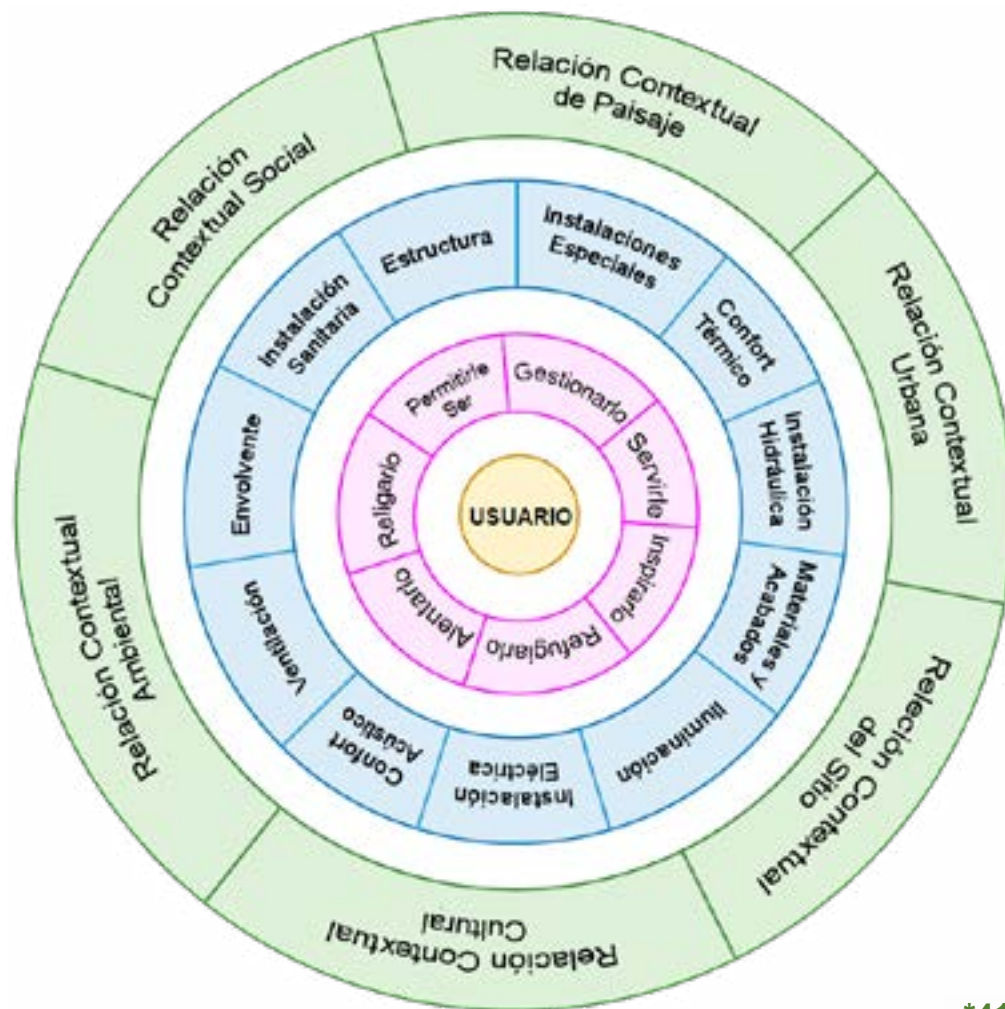 Relación Contextual
de Paisaje
Relación Contextual
Urbana
Releción Contextual
del Sitio
Relación Contextual
Cultural
Relación Contextual
Ambiental
Relación
Contextual Social
Instalaciones
Especiales
Confort
Térmico
Instalación
Hidráulica
Materiales y
Acabados
Iluminación
Instalación
Eléctrica
Confort
Acústico
Ventilación
Envolvente
Instalación
Sanitaria
Estructura
Gestionarlo
Servirle
Inspirarlo
Refugiarlo
Alentarlo
Religarlo
Permitirle
Ser
USUARIO